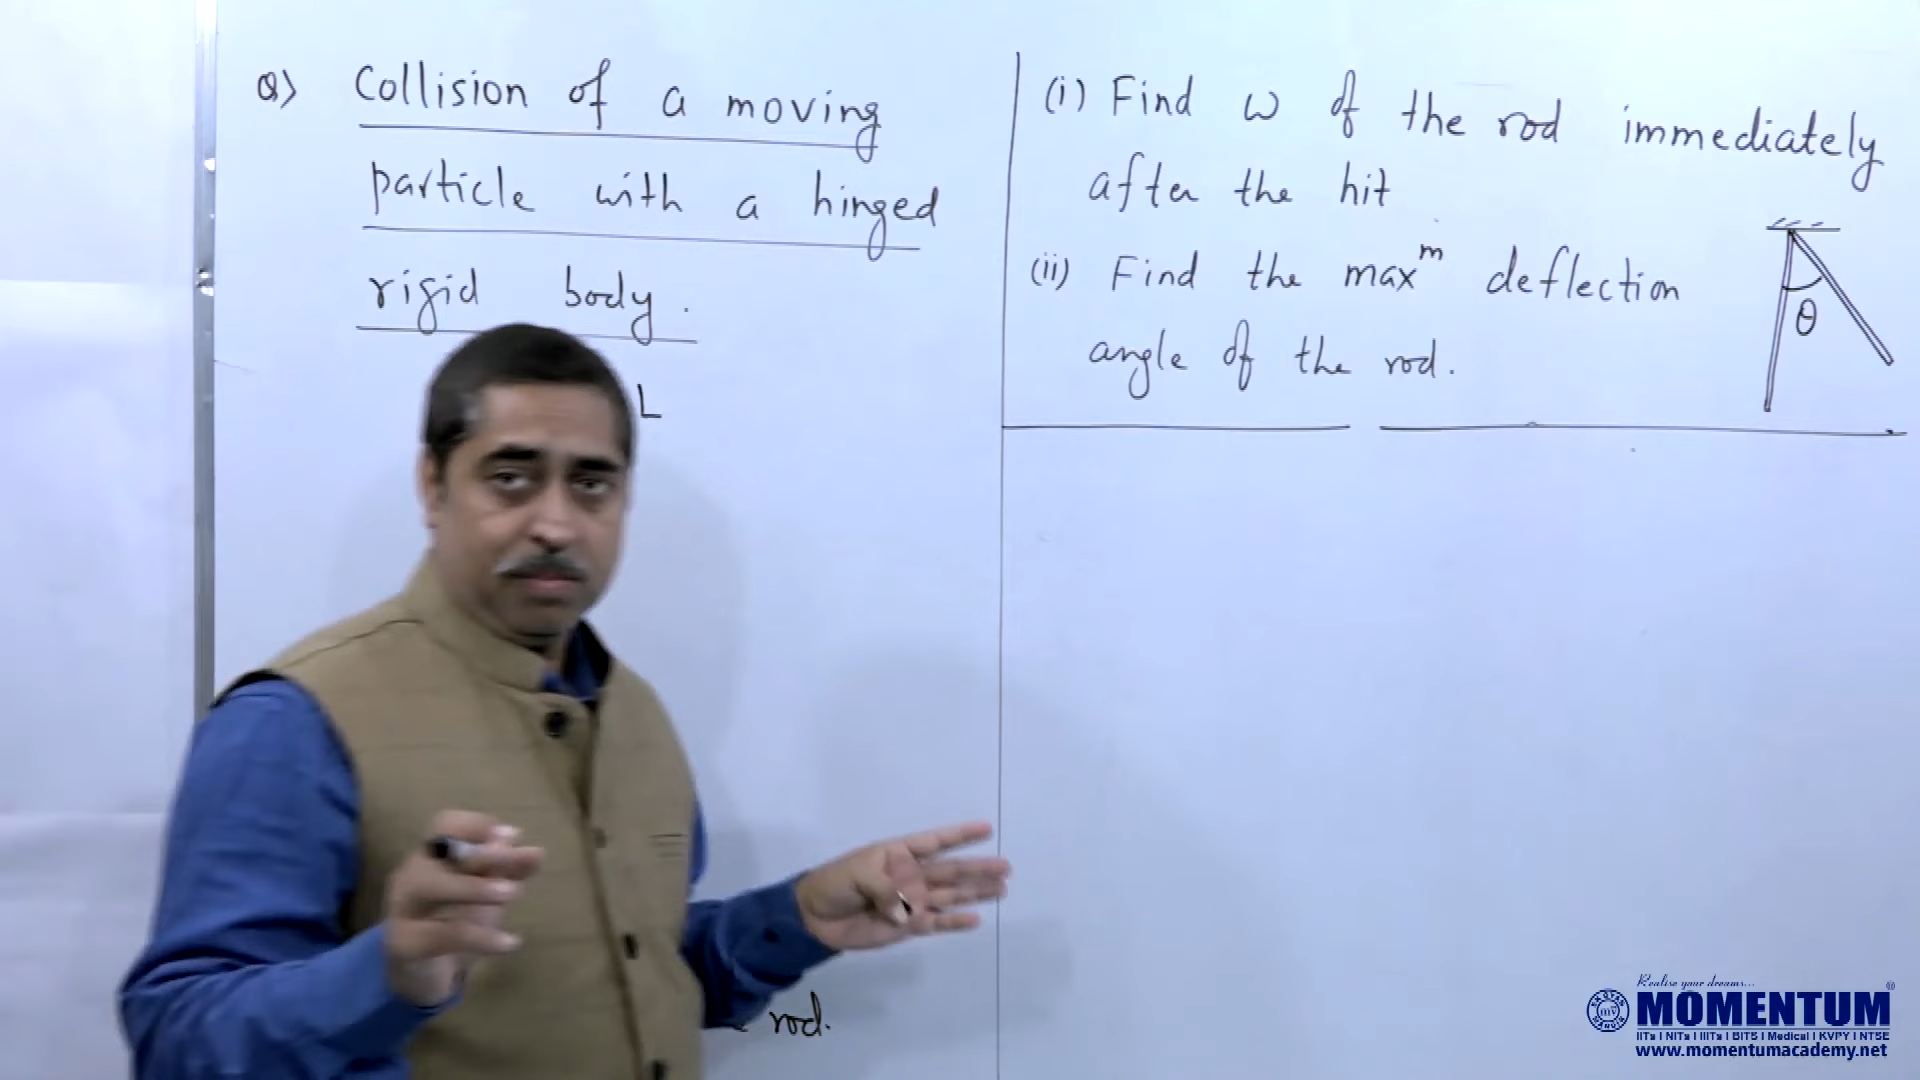 Q> Collision of a moving
particle with a hinged
rigid body.
L
rod.
(i) Find ω of the rod immediately
after the hit
(ii) Find the maxᵐ deflection
angle of the rod.
θ
Realise your dreams...
MOMENTUM®
IITs | NITs | IIITs | BITS | Medical | KVPY | NTSE
www.momentumacademy.net